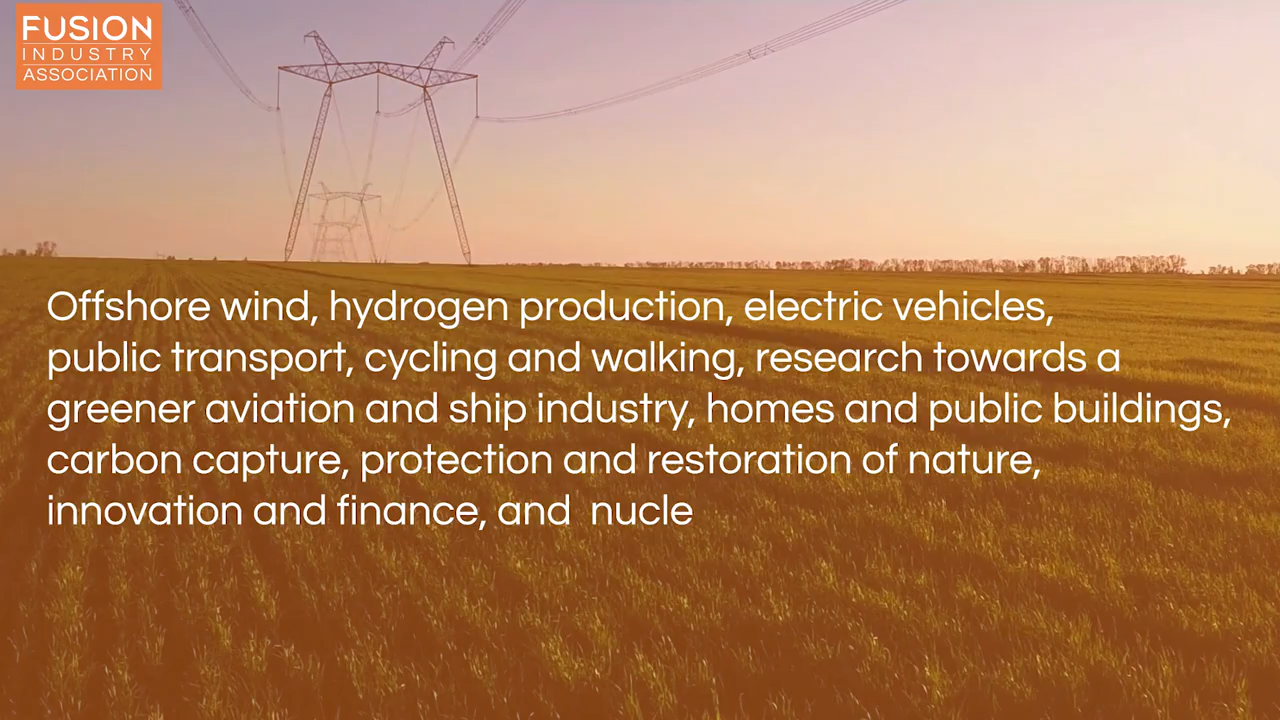 FUSION
INDUSTRY
ASSOCIATION
Offshore wind, hydrogen production, electric vehicles,
public transport, cycling and walking, research towards a
greener aviation and ship industry, homes and public buildings,
carbon capture, protection and restoration of nature,
innovation and finance, and  nucle